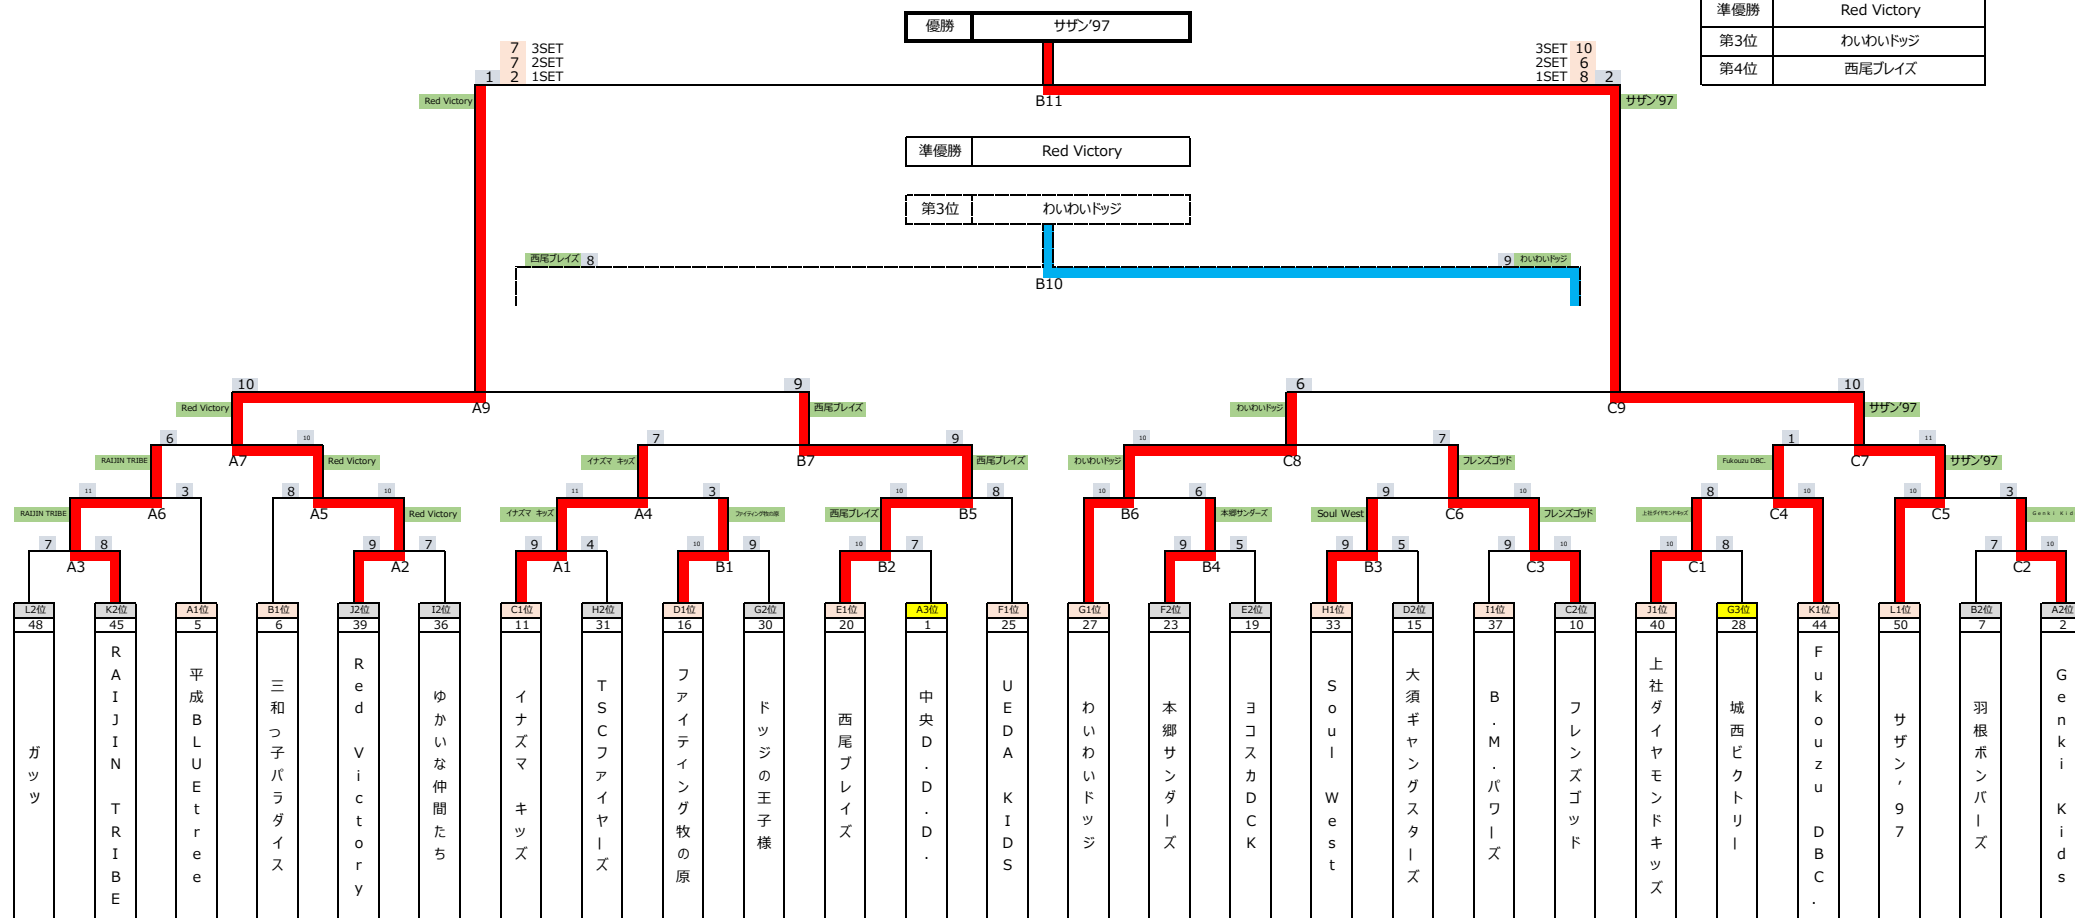 準優勝 Red Victory
優勝 サザン'97
第3位 わいわいドッジ
7 3SET 3SET 10
7 2SET 2SET 6
第4位 西尾ブレイズ
1 2 1SET 1SET 8 2
Red Victory B11 サザン'97
準優勝 Red Victory
第3位 わいわいドッジ
西尾ブレイズ 8 9 わいわいドッジ
B10
10 9 6 10
Red Victory A9 西尾ブレイズ わいわいドッジ C9 サザン'97
6 10 7 9 10 7 1 11
RAIJIN TRIBE A7 Red Victory イナズマ キッズ B7 西尾ブレイズ わいわいドッジ C8 フレンズゴッド Fukouzu DBC. C7 サザン'97
11 3 8 10 11 3 10 8 10 6 9 10 8 10 10 3
RAIJIN TRIBE A6 A5 Red Victory イナズマ キッズ A4 ファイティング牧の原 西尾ブレイズ B5 B6 本郷サンダーズ Soul West C6 フレンズゴッド 上社ダイヤモンドキッズ C4 C5 Genki Kid
7 8 9 7 9 4 10 9 10 7 9 5 9 5 9 10 10 8 7 10
A3 A2 A1 B1 B2 B4 B3 C3 C1 C2
L2位 K2位 A1位 B1位 J2位 I2位 C1位 H2位 D1位 G2位 E1位 A3位 F1位 G1位 F2位 E2位 H1位 D2位 I1位 C2位 J1位 G3位 K1位 L1位 B2位 A2位
48 45 5 6 39 36 11 31 16 30 20 1 25 27 23 19 33 15 37 10 40 28 44 50 7 2
ガッツ
RAIJIN TRIBE
平成BLUEtree
三和っ子パラダイス
Red Victory
ゆかいな仲間たち
イナズマ キッズ
TSCファイヤーズ
ファイティング牧の原
ドッジの王子様
西尾ブレイズ
中央D.D.D.
UEDA KIDS
わいわいドッジ
本郷サンダーズ
ヨコスカDCK
Soul West
大須ギャングスターズ
B.M.パワーズ
フレンズゴッド
上社ダイヤモンドキッズ
城西ビクトリー
Fukouzu DBC.
サザン'97
羽根ボンバーズ
Genki Kids